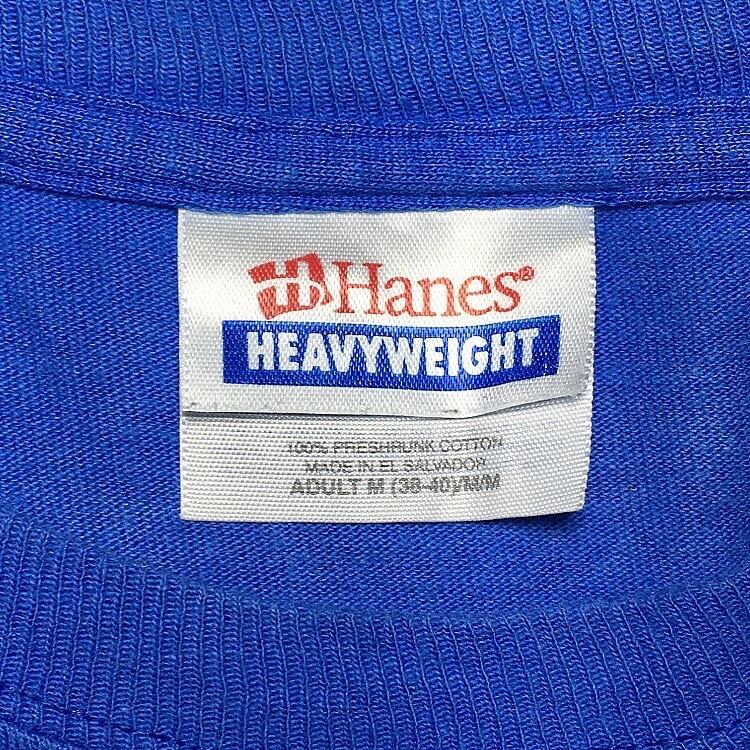 Hanes®
HEAVYWEIGHT
100% PRESHRUNK COTTON
MADE IN EL SALVADOR
ADULT M (38-40)/M/M